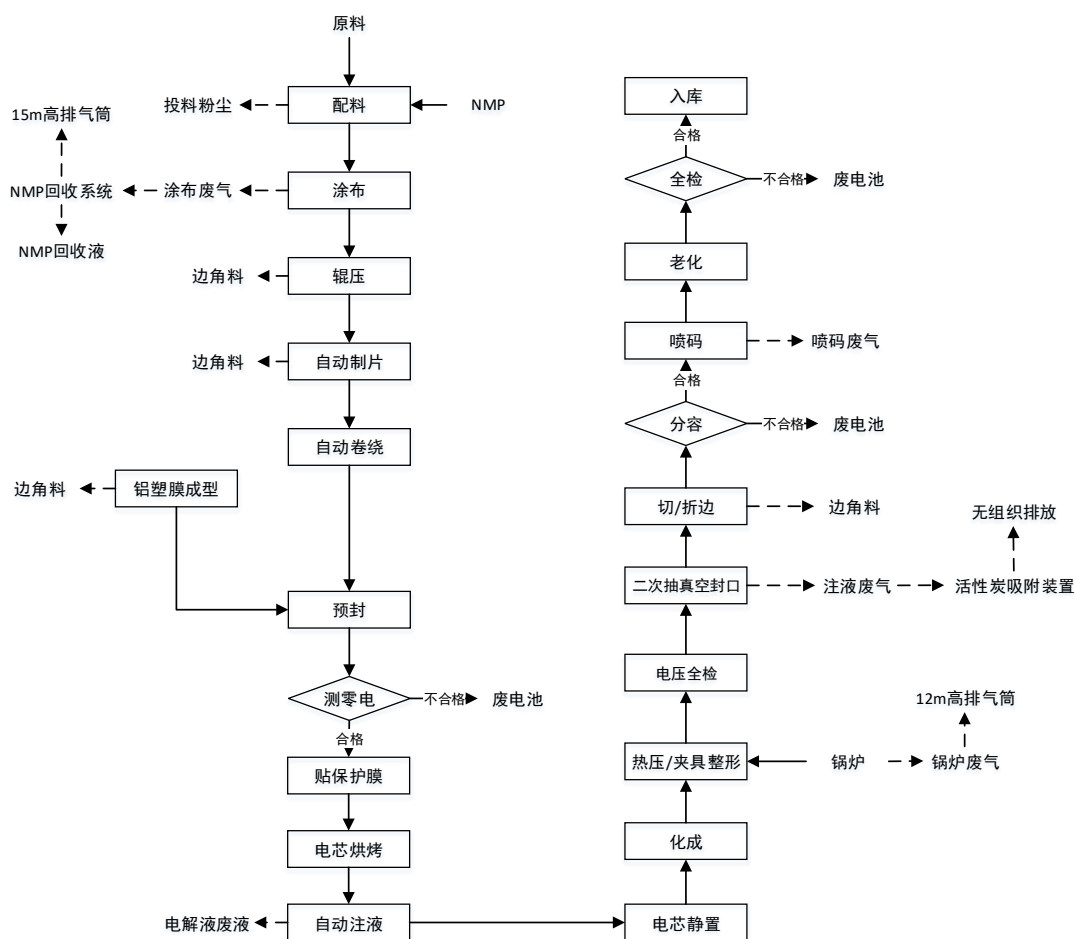 原料
投料粉尘
配料
NMP
15m高排气筒
NMP回收系统
涂布废气
涂布
NMP回收液
边角料
辊压
边角料
自动制片
自动卷绕
边角料
铝塑膜成型
预封
测零电
不合格
废电池
合格
贴保护膜
电芯烘烤
电解液废液
自动注液
入库
合格
全检
不合格
废电池
老化
喷码
喷码废气
合格
分容
不合格
废电池
切/折边
边角料
无组织排放
二次抽真空封口
注液废气
活性炭吸附装置
电压全检
12m高排气筒
热压/夹具整形
锅炉
锅炉废气
化成
电芯静置